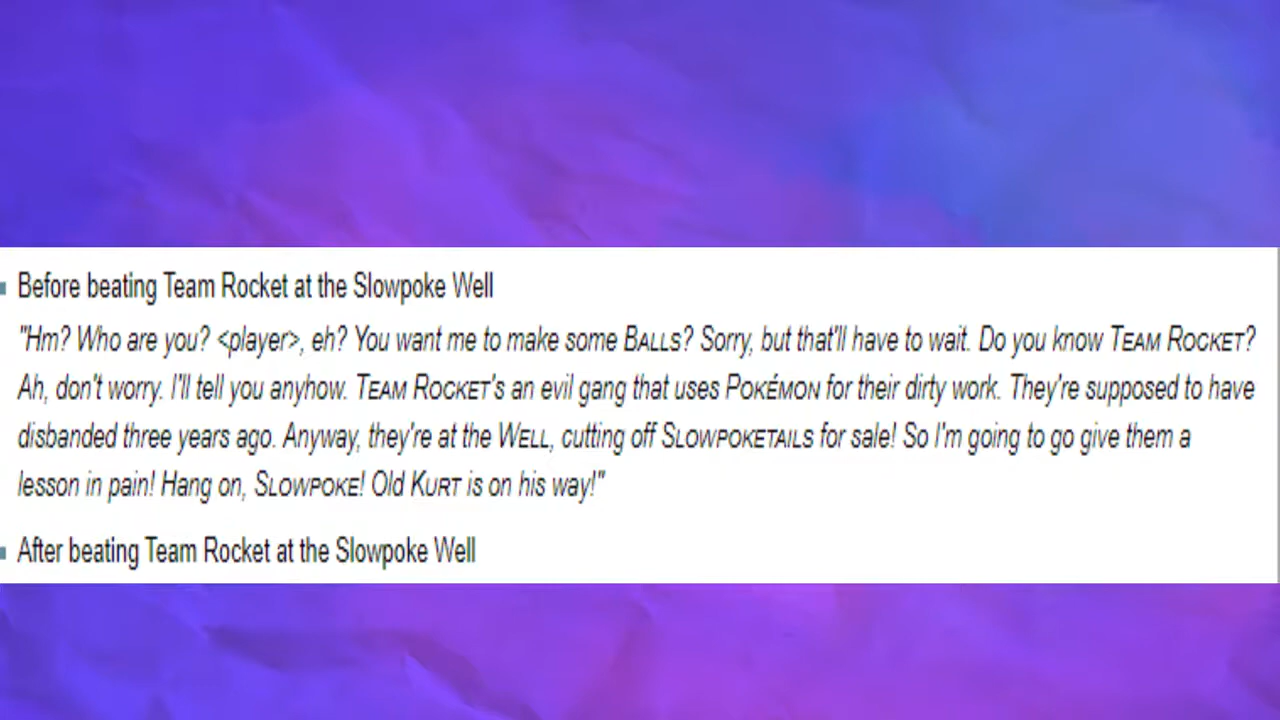 Before beating Team Rocket at the Slowpoke Well
"Hm? Who are you? <player>, eh? You want me to make some BALLS? Sorry, but that'll have to wait. Do you know TEAM ROCKET?
Ah, don't worry. I'll tell you anyhow. TEAM ROCKET's an evil gang that uses POKÉMON for their dirty work. They're supposed to have
disbanded three years ago. Anyway, they're at the WELL, cutting off SLOWPOKETAILS for sale! So I'm going to go give them a
lesson in pain! Hang on, SLOWPOKE! Old KURT is on his way!"
After beating Team Rocket at the Slowpoke Well